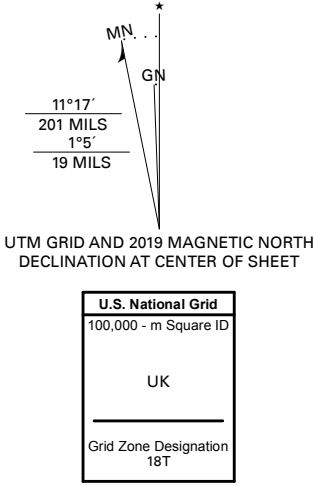 ★
MN
GN
11°17´
201 MILS
1°5´
19 MILS
UTM GRID AND 2019 MAGNETIC NORTH
DECLINATION AT CENTER OF SHEET
U.S. National Grid
100,000 - m Square ID
UK
Grid Zone Designation
18T